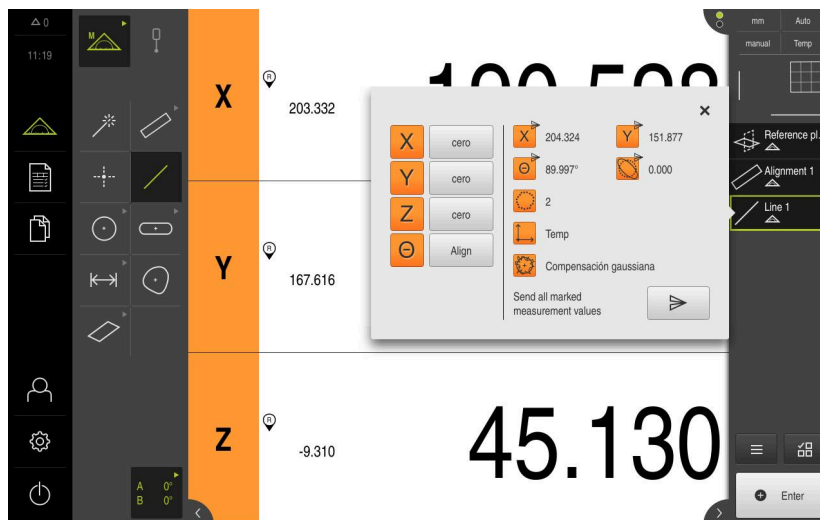 0
11:19
M
A 0°
B 0°
X
R
203.332
Y
R
167.616
Z
R
-9.310
45.130
X cero
Y cero
Z cero
Θ Align
X 204.324 Y 151.877
Θ 89.997° 0.000
2
Temp
Compensación gaussiana
Send all marked
measurement values
mm Auto
manual Temp
Reference pl.
Alignment 1
Line 1
Enter